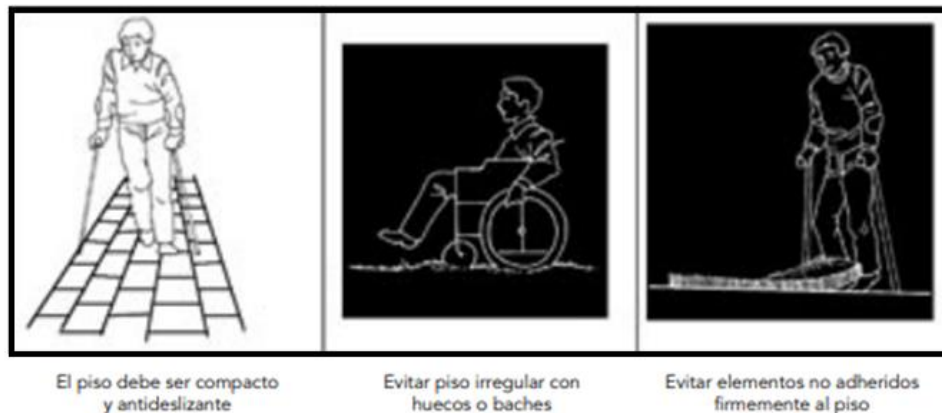 El piso debe ser compacto
y antideslizante
Evitar piso irregular con
huecos o baches
Evitar elementos no adheridos
firmemente al piso